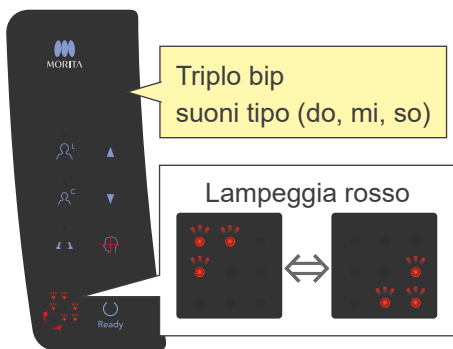 MORITA
Triplo bip
suoni tipo (do, mi, so)
L
C
Lampeggia rosso
Ready